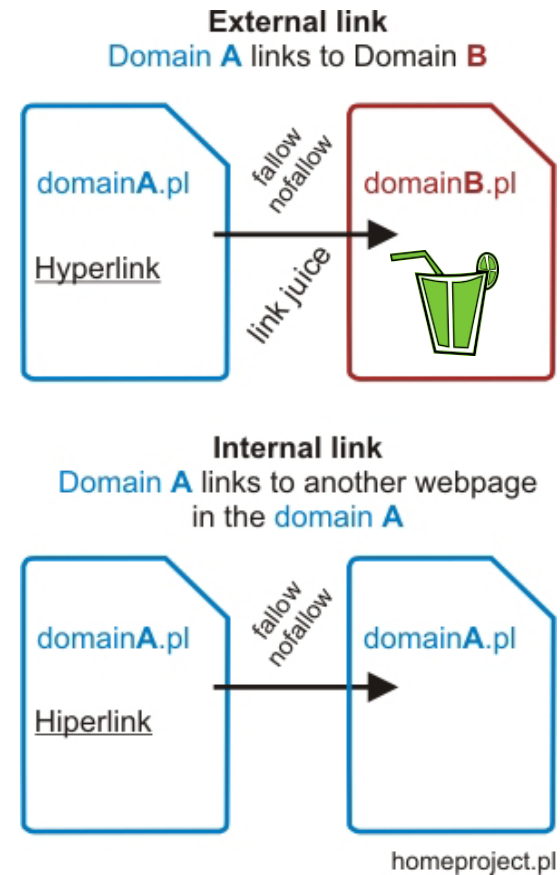 External link
Domain A links to Domain B
domainA.pl
fallow
nofallow
domainB.pl
Hyperlink
link juice
Internal link
Domain A links to another webpage
in the domain A
domainA.pl
fallow
nofallow
domainA.pl
Hiperlink
homeproject.pl